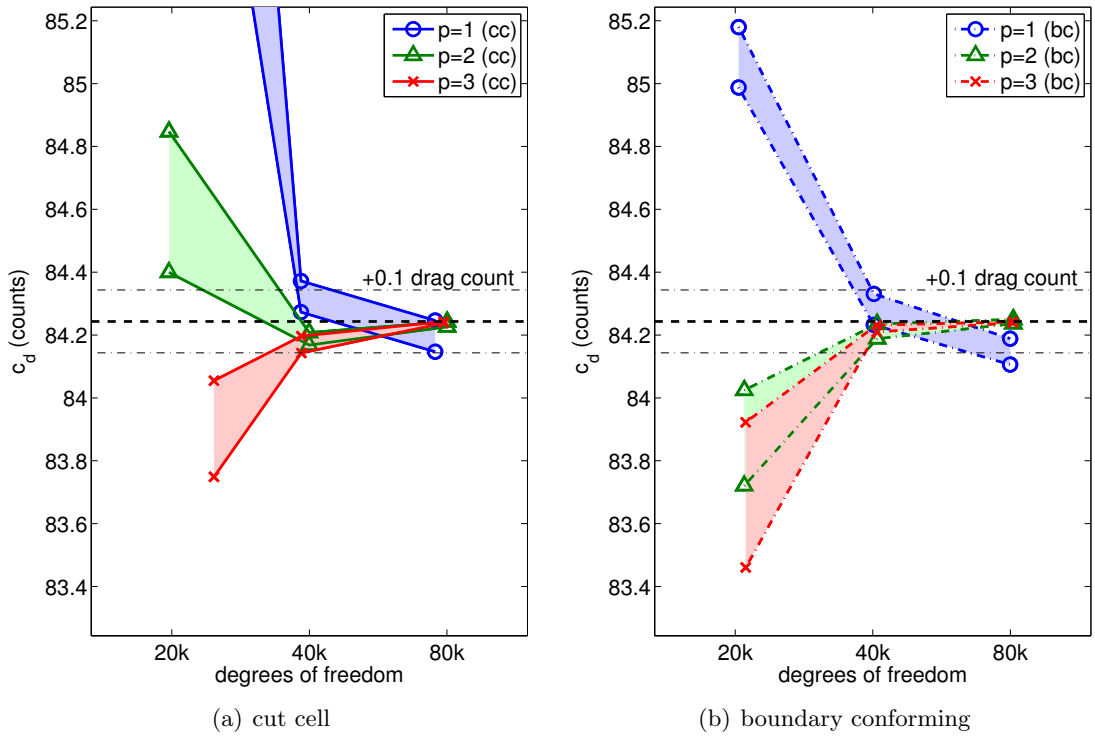 85.2
85
84.8
84.6
84.4
84.2
84
83.8
83.6
83.4
c_d (counts)
p=1 (cc)
p=2 (cc)
p=3 (cc)
+0.1 drag count
20k
40k
80k
degrees of freedom
(a) cut cell
85.2
85
84.8
84.6
84.4
84.2
84
83.8
83.6
83.4
c_d (counts)
p=1 (bc)
p=2 (bc)
p=3 (bc)
+0.1 drag count
20k
40k
80k
degrees of freedom
(b) boundary conforming